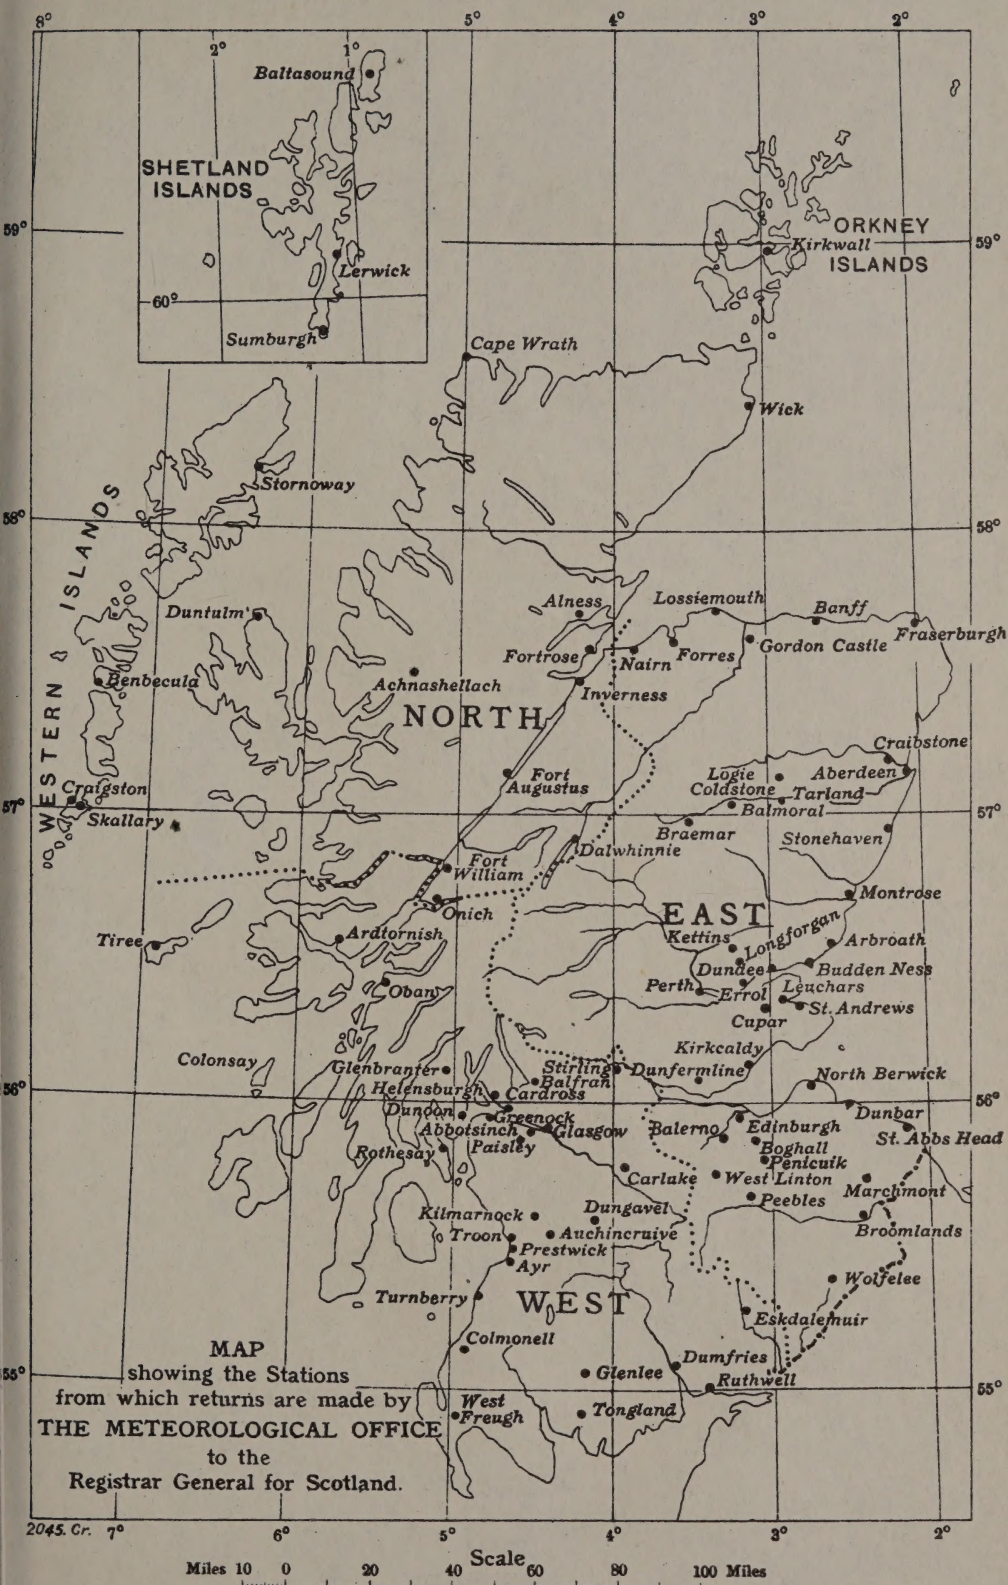 8° 5° 4° 3° 2°
2° 1°
Baltasound
SHETLAND
ISLANDS
Lerwick
60°
Sumburgh
59°
ORKNEY
Kirkwall
ISLANDS
59°
Cape Wrath
Wick
Stornoway
58°
58°
WESTERN & ISLANDS
Duntulm
Benbecula
Craigston
Skallary
Alness
Lossiemouth
Banff
Fraserburgh
Fortrose
Nairn
Forres
Gordon Castle
Achnashellach
Inverness
NORTH
Craibstone
Fort
Augustus
Logie
Coldstone
Aberdeen
Tarland
Balmoral
57°
57°
Braemar
Stonehaven
Dalwhinnie
Fort
William
Onich
Montrose
EAST
Tiree
Ardtornish
Kettins
Longforgan
Arbroath
Dundee
Budden Ness
Oban
Perth
Errol
Leuchars
St. Andrews
Cupar
Colonsay
Kirkcaldy
Glenbranter
Stirling
Dunfermline
Balfran
North Berwick
Helensburgh
Cardross
56°
56°
Dunoon
Greenock
Dunbar
Abbotsinch
Glasgow
Balerno
Edinburgh
St. Abbs Head
Rothesay
Paisley
Boghall
Penicuik
Carluke
West Linton
Marchmont
Peebles
Kilmarnock
Dungavel
Broomlands
Troon
Auchincruive
Prestwick
Ayr
Wolfelee
Turnberry
WEST
Eskdalemuir
Colmonell
Dumfries
Glenlee
Ruthwell
55°
55°
West
Freugh
Tongland
MAP
showing the Stations
from which returns are made by
THE METEOROLOGICAL OFFICE
to the
Registrar General for Scotland.
2045. Cr. 7° 6° 5° 4° 3° 2°
Scale
Miles 10 0 20 40 60 80 100 Miles